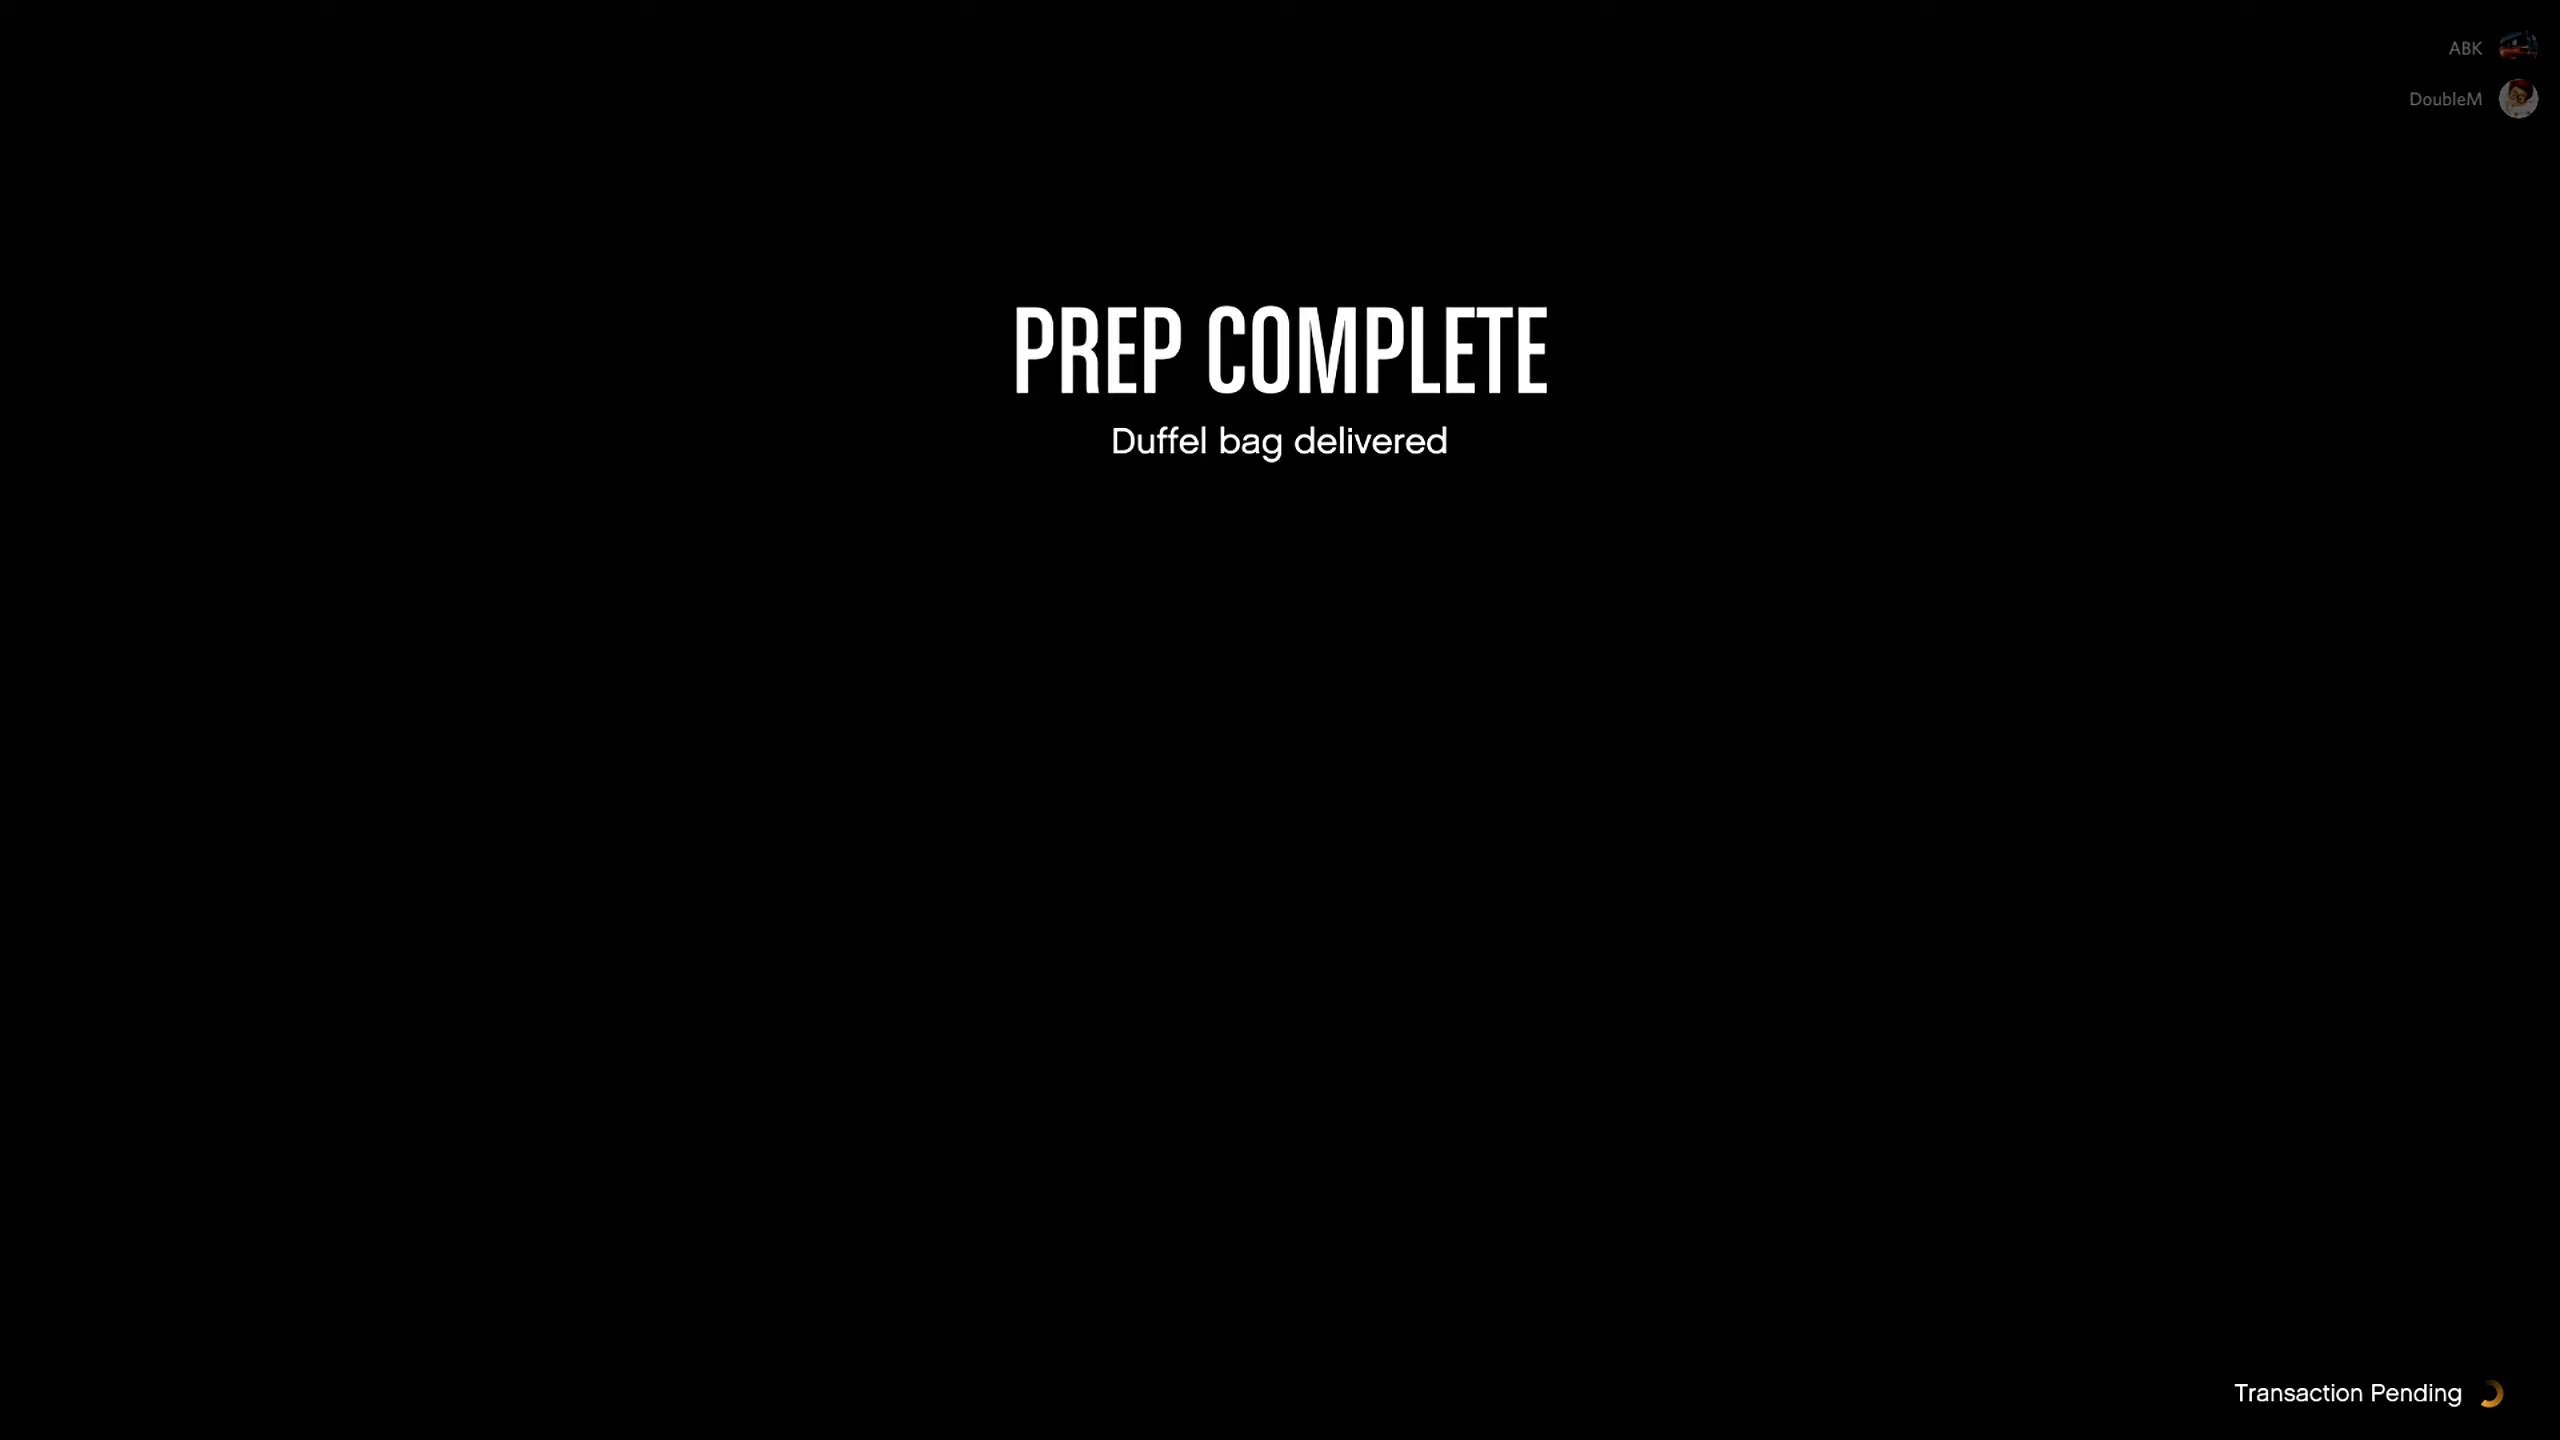 ABK
DoubleM
PREP COMPLETE
Duffel bag delivered
Transaction Pending